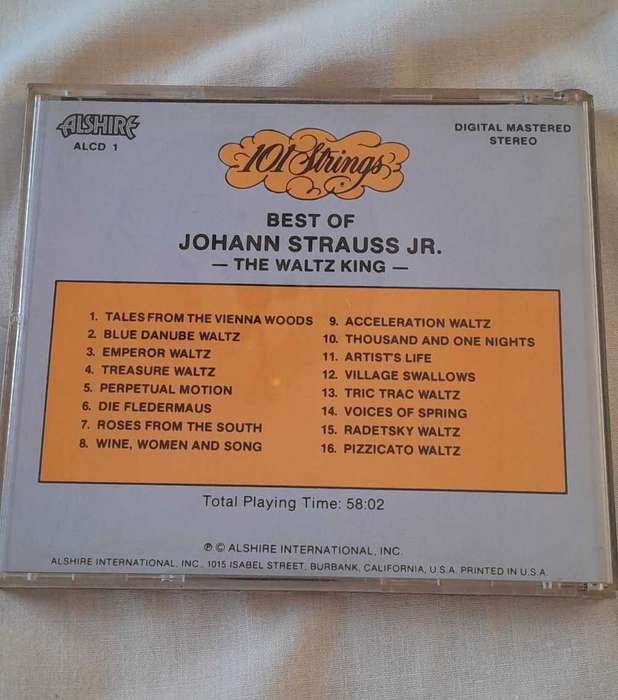 ALSHIRE
ALCD 1
DIGITAL MASTERED
STEREO
101 Strings
BEST OF
JOHANN STRAUSS JR.
— THE WALTZ KING —
1. TALES FROM THE VIENNA WOODS
2. BLUE DANUBE WALTZ
3. EMPEROR WALTZ
4. TREASURE WALTZ
5. PERPETUAL MOTION
6. DIE FLEDERMAUS
7. ROSES FROM THE SOUTH
8. WINE, WOMEN AND SONG
9. ACCELERATION WALTZ
10. THOUSAND AND ONE NIGHTS
11. ARTIST'S LIFE
12. VILLAGE SWALLOWS
13. TRIC TRAC WALTZ
14. VOICES OF SPRING
15. RADETSKY WALTZ
16. PIZZICATO WALTZ
Total Playing Time: 58:02
℗ © ALSHIRE INTERNATIONAL, INC.
ALSHIRE INTERNATIONAL, INC., 1015 ISABEL STREET, BURBANK, CALIFORNIA, U.S.A. PRINTED IN U.S.A.